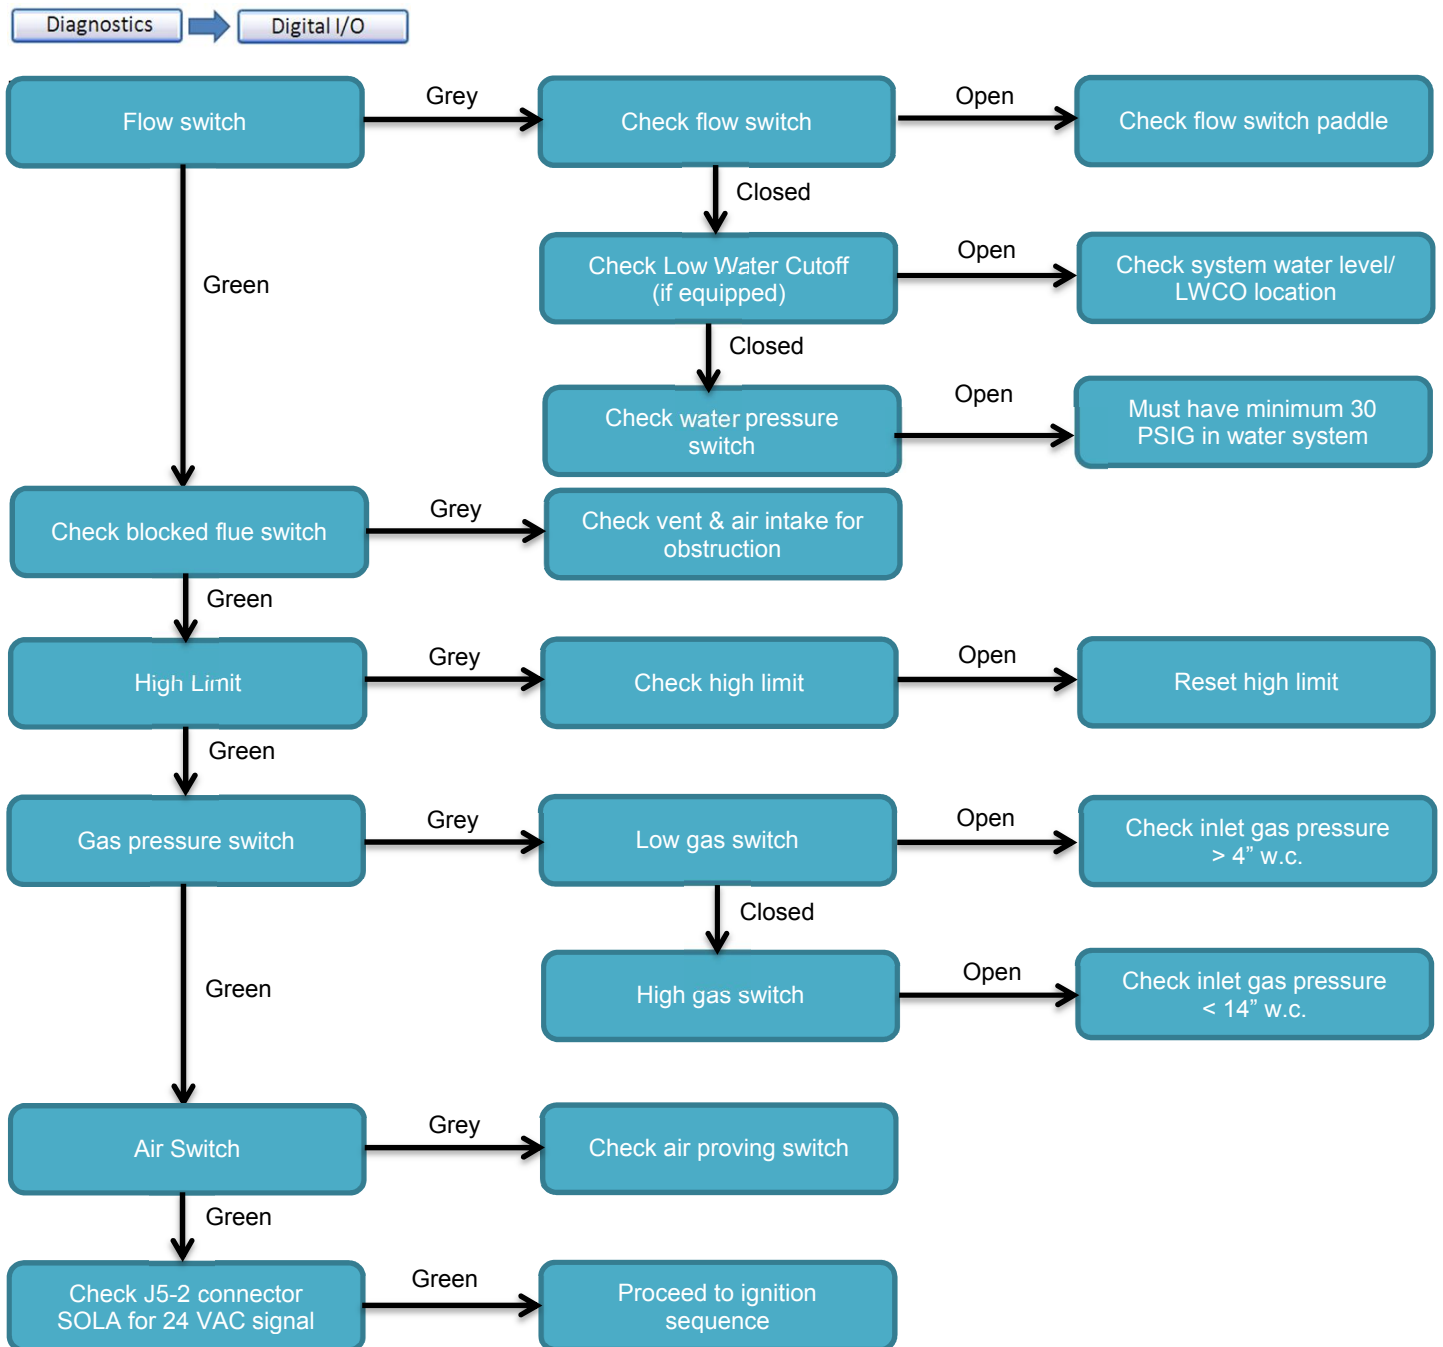 Diagnostics
Digital I/O
Flow switch
Grey
Check flow switch
Open
Check flow switch paddle
Closed
Green
Check Low Water Cutoff
(if equipped)
Open
Check system water level/
LWCO location
Closed
Check water pressure
switch
Open
Must have minimum 30
PSIG in water system
Check blocked flue switch
Grey
Check vent & air intake for
obstruction
Green
High Limit
Grey
Check high limit
Open
Reset high limit
Green
Gas pressure switch
Grey
Low gas switch
Open
Check inlet gas pressure
> 4” w.c.
Closed
Green
High gas switch
Open
Check inlet gas pressure
< 14” w.c.
Air Switch
Grey
Check air proving switch
Green
Check J5-2 connector
SOLA for 24 VAC signal
Green
Proceed to ignition
sequence